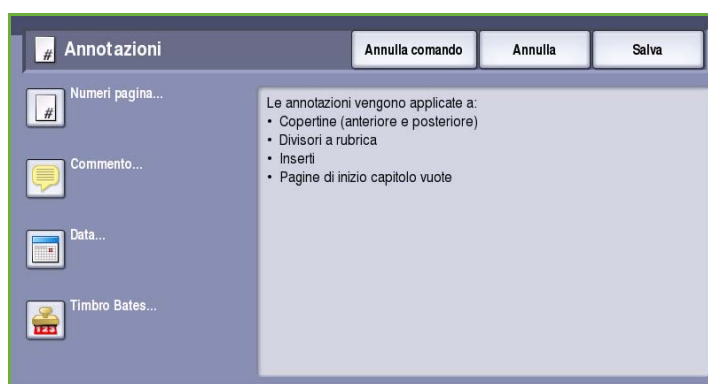 # Annotazioni
Annulla comando
Annulla
Salva
# Numeri pagina...
Commento...
Data...
123 Timbro Bates...
Le annotazioni vengono applicate a:
• Copertine (anteriore e posteriore)
• Divisori a rubrica
• Inserti
• Pagine di inizio capitolo vuote